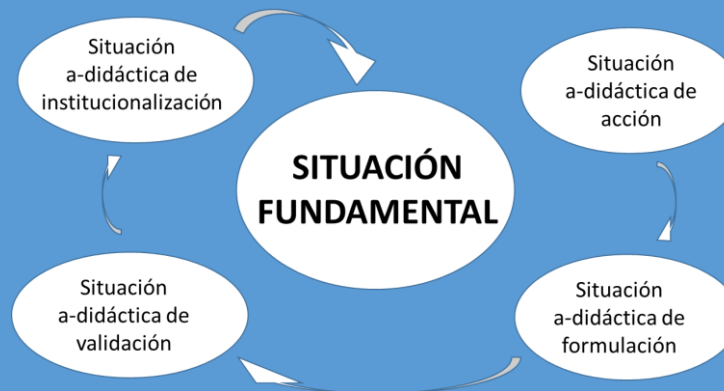 Situación
a-didáctica de
institucionalización
Situación
a-didáctica de
acción
SITUACIÓN
FUNDAMENTAL
Situación
a-didáctica de
validación
Situación
a-didáctica de
formulación